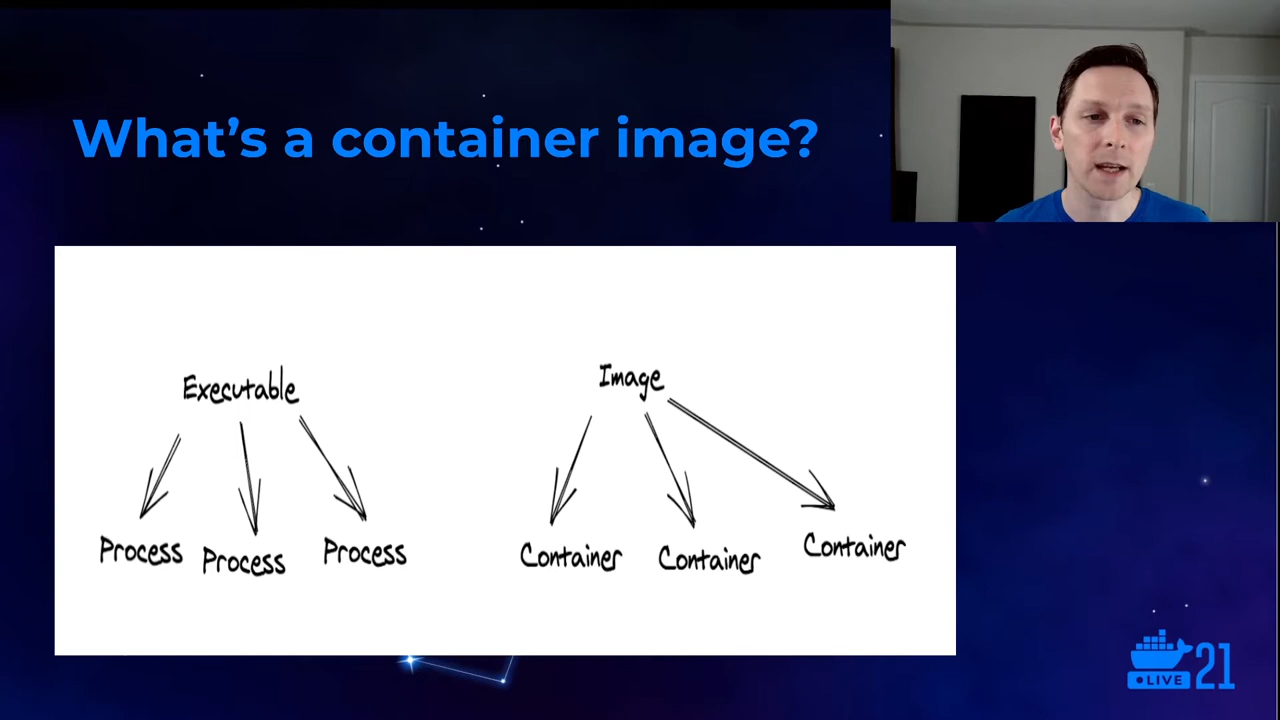 What's a container image?
Executable
Image
Process
Process
Process
Container
Container
Container
LIVE 21